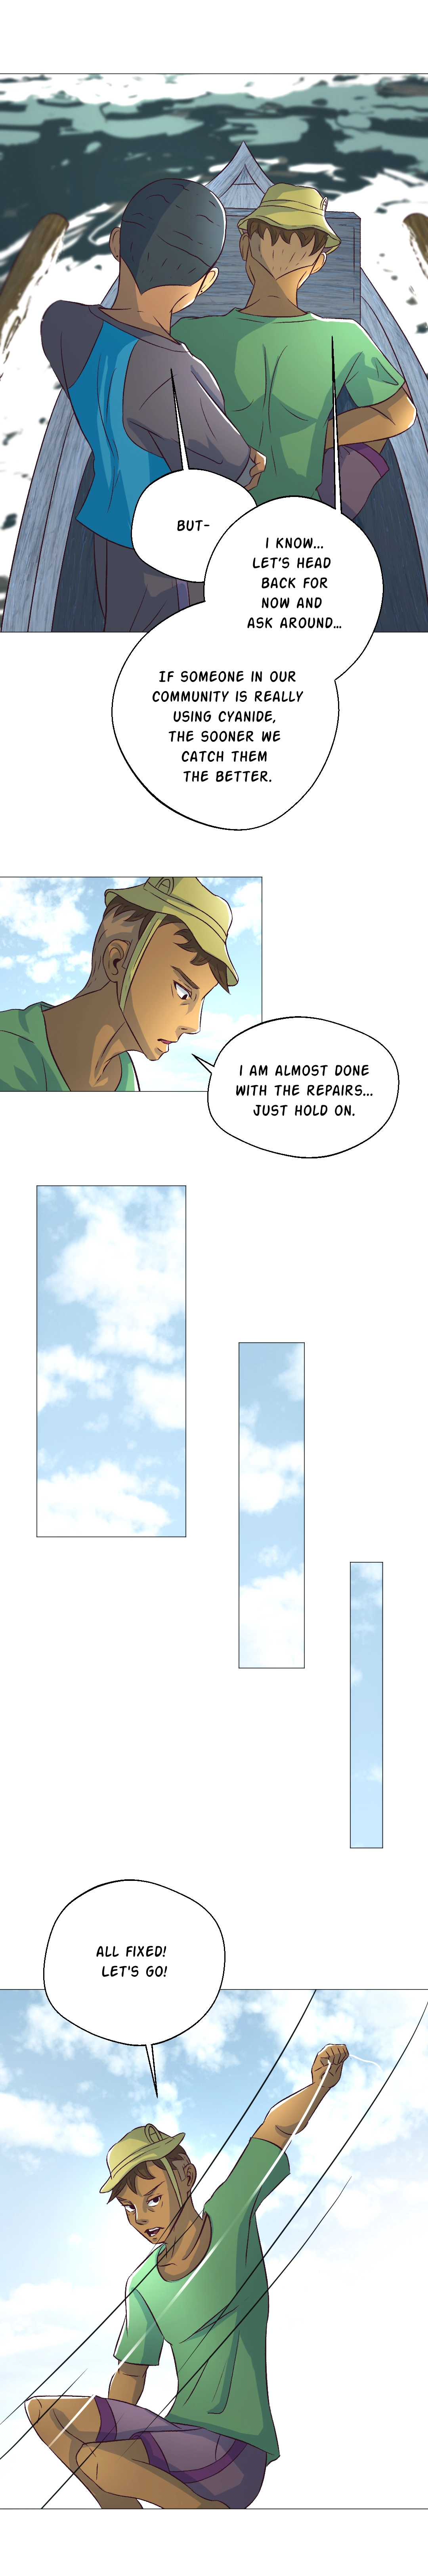 BUT-
I KNOW...
LET'S HEAD
BACK FOR
NOW AND
ASK AROUND...
IF SOMEONE IN OUR
COMMUNITY IS REALLY
USING CYANIDE,
THE SOONER WE
CATCH THEM
THE BETTER.
I AM ALMOST DONE
WITH THE REPAIRS...
JUST HOLD ON.
ALL FIXED!
LET'S GO!